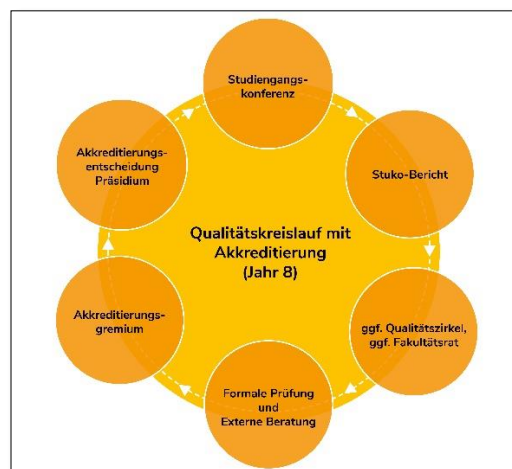 Studiengangs-
konferenz
Stuko-Bericht
ggf. Qualitätszirkel,
ggf. Fakultätsrat
Formale Prüfung
und
Externe Beratung
Akkreditierungs-
gremium
Akkreditierungs-
entscheidung
Präsidium
Qualitätskreislauf mit
Akkreditierung
(Jahr 8)